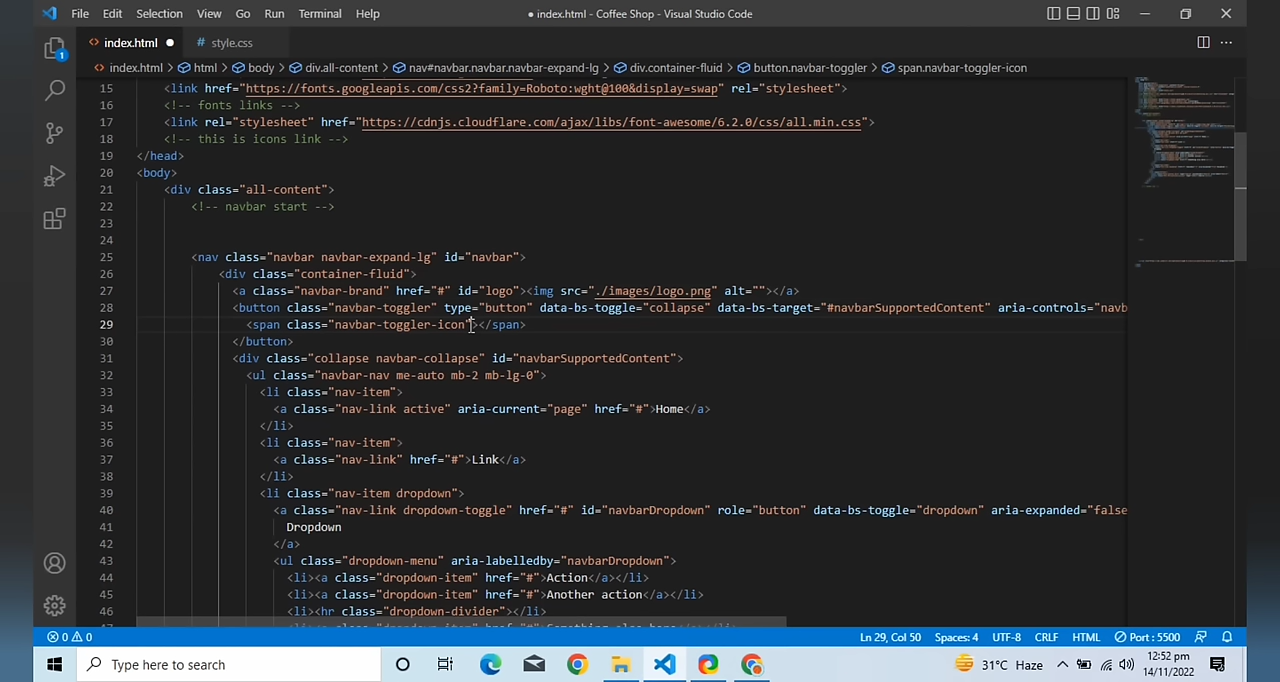 File Edit Selection View Go Run Terminal Help ● index.html - Coffee Shop - Visual Studio Code
<> index.html ● # style.css
<> index.html > html > body > div.all-content > nav#navbar.navbar.navbar-expand-lg > div.container-fluid > button.navbar-toggler > span.navbar-toggler-icon
15 <link href="https://fonts.googleapis.com/css2?family=Roboto:wght@100&display=swap" rel="stylesheet">
16 <!-- fonts links -->
17 <link rel="stylesheet" href="https://cdnjs.cloudflare.com/ajax/libs/font-awesome/6.2.0/css/all.min.css">
18 <!-- this is icons link -->
19 </head>
20 <body>
21 <div class="all-content">
22 <!-- navbar start -->
23
24
25 <nav class="navbar navbar-expand-lg" id="navbar">
26 <div class="container-fluid">
27 <a class="navbar-brand" href="#" id="logo"><img src="./images/logo.png" alt=""></a>
28 <button class="navbar-toggler" type="button" data-bs-toggle="collapse" data-bs-target="#navbarSupportedContent" aria-controls="navb
29 <span class="navbar-toggler-icon"></span>
30 </button>
31 <div class="collapse navbar-collapse" id="navbarSupportedContent">
32 <ul class="navbar-nav me-auto mb-2 mb-lg-0">
33 <li class="nav-item">
34 <a class="nav-link active" aria-current="page" href="#">Home</a>
35 </li>
36 <li class="nav-item">
37 <a class="nav-link" href="#">Link</a>
38 </li>
39 <li class="nav-item dropdown">
40 <a class="nav-link dropdown-toggle" href="#" id="navbarDropdown" role="button" data-bs-toggle="dropdown" aria-expanded="false
41 Dropdown
42 </a>
43 <ul class="dropdown-menu" aria-labelledby="navbarDropdown">
44 <li><a class="dropdown-item" href="#">Action</a></li>
45 <li><a class="dropdown-item" href="#">Another action</a></li>
46 <li><hr class="dropdown-divider"></li>
1
0 0 Ln 29, Col 50 Spaces: 4 UTF-8 CRLF HTML Port : 5500
Type here to search 31°C Haze 12:52 pm
14/11/2022